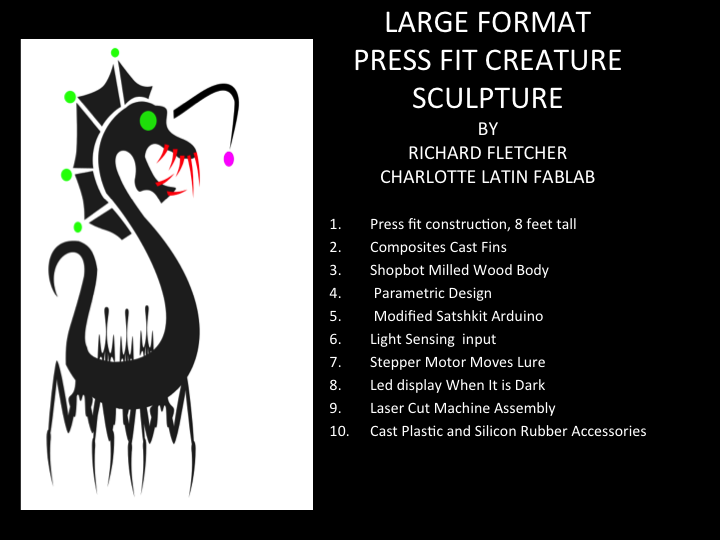 LARGE FORMAT
PRESS FIT CREATURE
SCULPTURE
BY
RICHARD FLETCHER
CHARLOTTE LATIN FABLAB
1. Press fit construction, 8 feet tall
2. Composites Cast Fins
3. Shopbot Milled Wood Body
4. Parametric Design
5. Modified Satshkit Arduino
6. Light Sensing input
7. Stepper Motor Moves Lure
8. Led display When It is Dark
9. Laser Cut Machine Assembly
10. Cast Plastic and Silicon Rubber Accessories